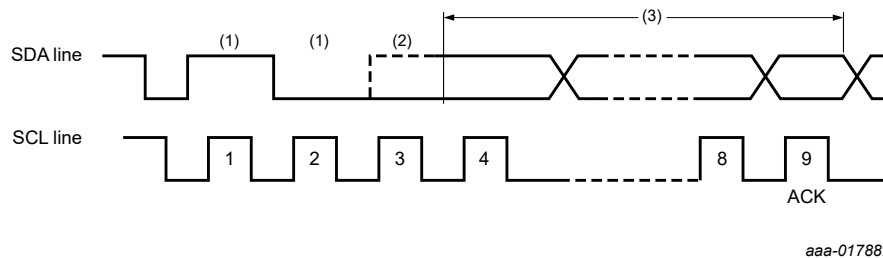 (3)
(1) (1) (2)
SDA line
SCL line
1 2 3 4 8 9
ACK
aaa-01788